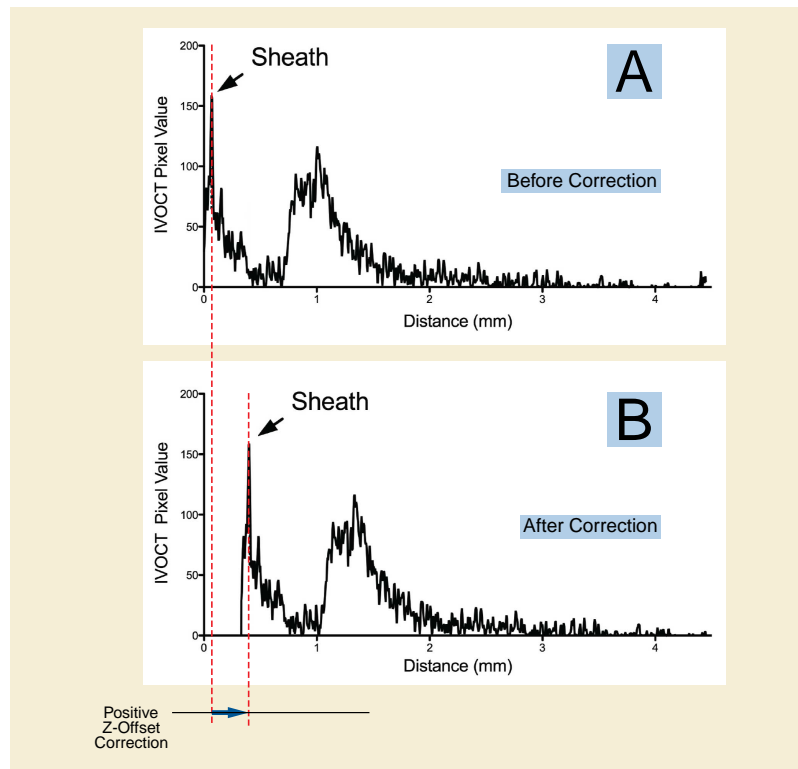 A
Sheath
Before Correction
IVOCT Pixel Value
200
150
100
50
0
0 1 2 3 4
Distance (mm)
B
Sheath
After Correction
IVOCT Pixel Value
200
150
100
50
0
0 1 2 3 4
Distance (mm)
Positive
Z-Offset
Correction